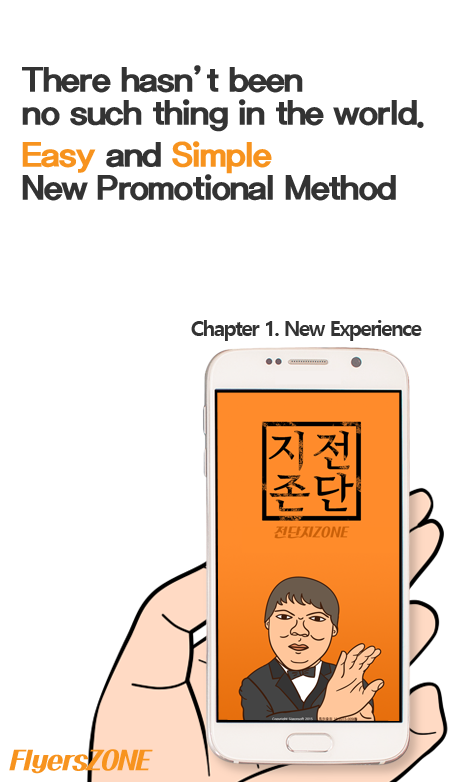 There hasn't been
no such thing in the world.
Easy and Simple
New Promotional Method
Chapter 1. New Experience
지전
존단
전단지ZONE
FlyersZONE